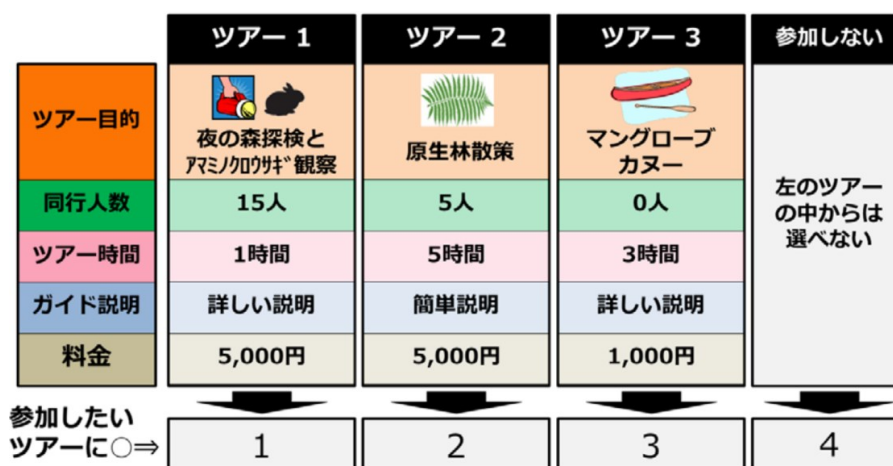 ツアー 1 ツアー 2 ツアー 3 参加しない
ツアー目的
夜の森探検と
ｱﾏﾐﾉｸﾛｳｻｷﾞ観察
原生林散策
マングローブ
カヌー
同行人数 15人 5人 0人
ツアー時間 1時間 5時間 3時間
ガイド説明 詳しい説明 簡単説明 詳しい説明
料金 5,000円 5,000円 1,000円
左のツアー
の中からは
選べない
参加したい
ツアーに○⇒ 1 2 3 4